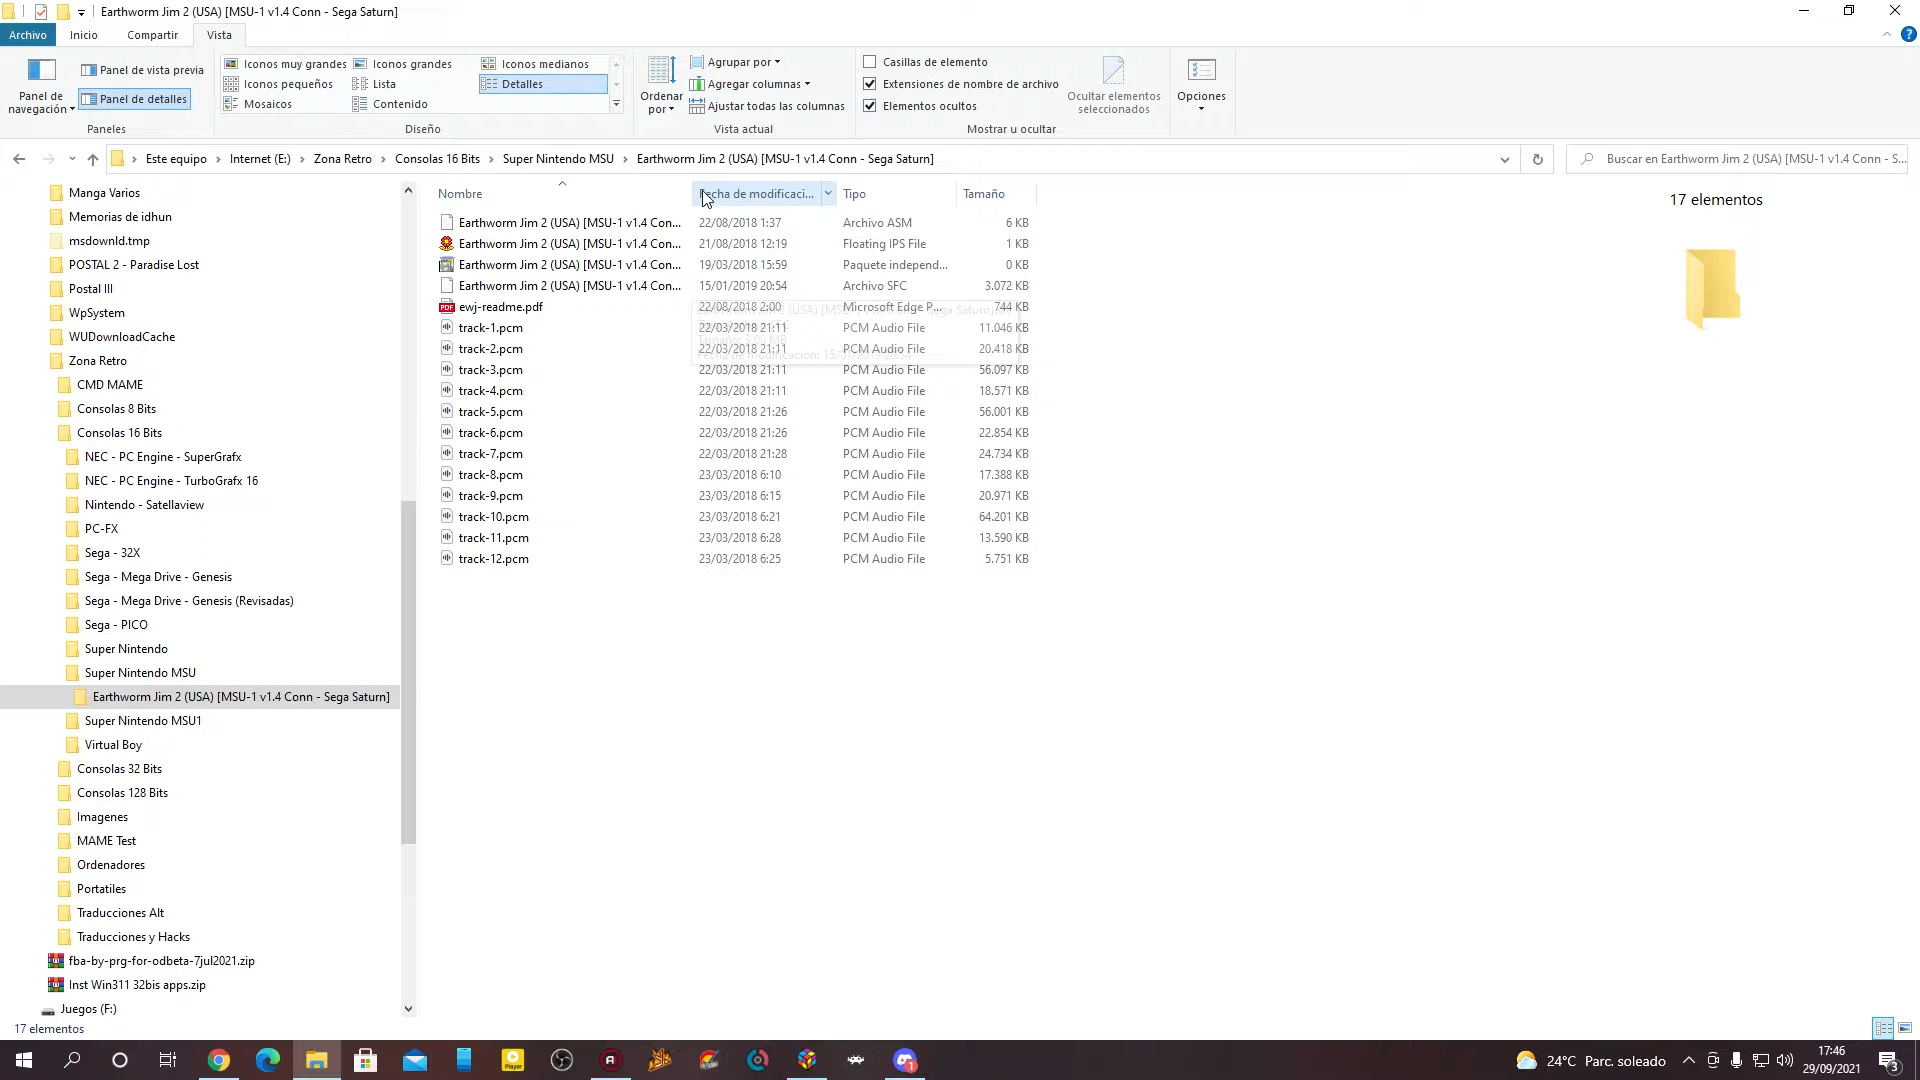 Earthworm Jim 2 (USA) [MSU-1 v1.4 Conn - Sega Saturn]
Archivo
Inicio
Compartir
Vista
Panel de navegación
Panel de vista previa
Panel de detalles
Paneles
Iconos muy grandes
Iconos grandes
Iconos medianos
Iconos pequeños
Lista
Detalles
Mosaicos
Contenido
Diseño
Ordenar por
Agrupar por
Agregar columnas
Ajustar todas las columnas
Vista actual
Casillas de elemento
Extensiones de nombre de archivo
Elementos ocultos
Ocultar elementos seleccionados
Mostrar u ocultar
Opciones
Este equipo > Internet (E:) > Zona Retro > Consolas 16 Bits > Super Nintendo MSU > Earthworm Jim 2 (USA) [MSU-1 v1.4 Conn - Sega Saturn]
Buscar en Earthworm Jim 2 (USA) [MSU-1 v1.4 Conn - S...
Manga Varios
Memorias de idhun
msdownld.tmp
POSTAL 2 - Paradise Lost
Postal III
WpSystem
WUDownloadCache
Zona Retro
CMD MAME
Consolas 8 Bits
Consolas 16 Bits
NEC - PC Engine - SuperGrafx
NEC - PC Engine - TurboGrafx 16
Nintendo - Satellaview
PC-FX
Sega - 32X
Sega - Mega Drive - Genesis
Sega - Mega Drive - Genesis (Revisadas)
Sega - PICO
Super Nintendo
Super Nintendo MSU
Earthworm Jim 2 (USA) [MSU-1 v1.4 Conn - Sega Saturn]
Super Nintendo MSU1
Virtual Boy
Consolas 32 Bits
Consolas 128 Bits
Imagenes
MAME Test
Ordenadores
Portatiles
Traducciones Alt
Traducciones y Hacks
fba-by-prg-for-odbeta-7jul2021.zip
Inst Win311 32bis apps.zip
Juegos (F:)
Nombre Fecha de modificaci... Tipo Tamaño
Earthworm Jim 2 (USA) [MSU-1 v1.4 Con... 22/08/2018 1:37 Archivo ASM 6 KB
Earthworm Jim 2 (USA) [MSU-1 v1.4 Con... 21/08/2018 12:19 Floating IPS File 1 KB
Earthworm Jim 2 (USA) [MSU-1 v1.4 Con... 19/03/2018 15:59 Paquete independ... 0 KB
Earthworm Jim 2 (USA) [MSU-1 v1.4 Con... 15/01/2019 20:54 Archivo SFC 3.072 KB
ewj-readme.pdf 22/08/2018 2:00 Microsoft Edge P... 744 KB
track-1.pcm 22/03/2018 21:11 PCM Audio File 11.046 KB
track-2.pcm 22/03/2018 21:11 PCM Audio File 20.418 KB
track-3.pcm 22/03/2018 21:11 PCM Audio File 56.097 KB
track-4.pcm 22/03/2018 21:11 PCM Audio File 18.571 KB
track-5.pcm 22/03/2018 21:26 PCM Audio File 56.001 KB
track-6.pcm 22/03/2018 21:26 PCM Audio File 22.854 KB
track-7.pcm 22/03/2018 21:28 PCM Audio File 24.734 KB
track-8.pcm 23/03/2018 6:10 PCM Audio File 17.388 KB
track-9.pcm 23/03/2018 6:15 PCM Audio File 20.971 KB
track-10.pcm 23/03/2018 6:21 PCM Audio File 64.201 KB
track-11.pcm 23/03/2018 6:28 PCM Audio File 13.590 KB
track-12.pcm 23/03/2018 6:25 PCM Audio File 5.751 KB
17 elementos
17 elementos
24°C Parc. soleado
17:46
29/09/2021
3